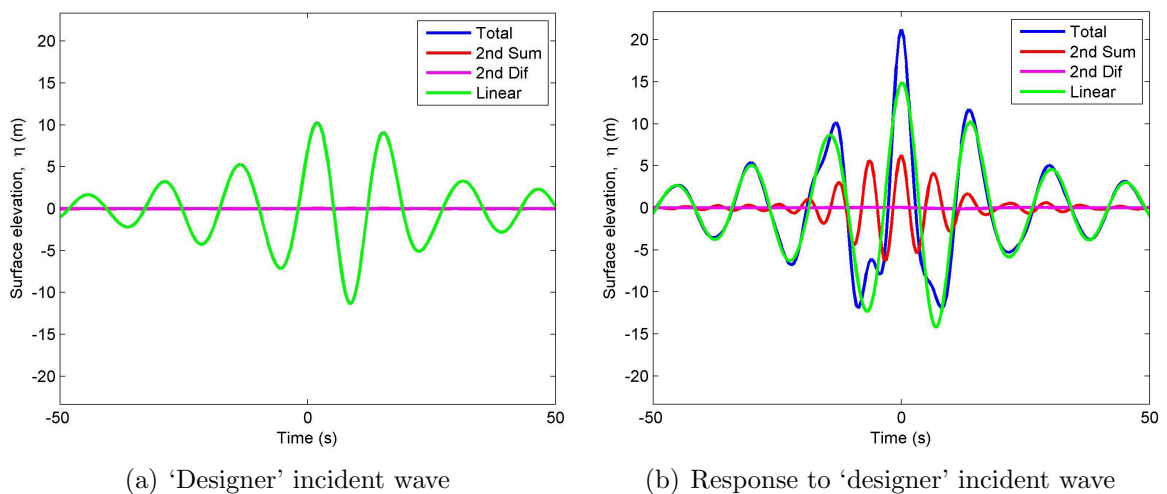 20
15
10
5
0
-5
-10
-15
-20
Surface elevation, η (m)
-50
0
50
Time (s)
Total
2nd Sum
2nd Dif
Linear
(a) ‘Designer’ incident wave
20
15
10
5
0
-5
-10
-15
-20
Surface elevation, η (m)
-50
0
50
Time (s)
Total
2nd Sum
2nd Dif
Linear
(b) Response to ‘designer’ incident wave